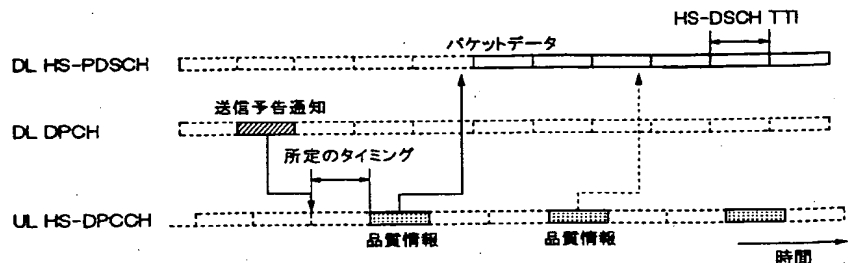 HS-DSCH TTI
パケットデータ
DL HS-PDSCH
送信予告通知
DL DPCH
所定のタイミング
UL HS-DPCCH
品質情報
品質情報
時間